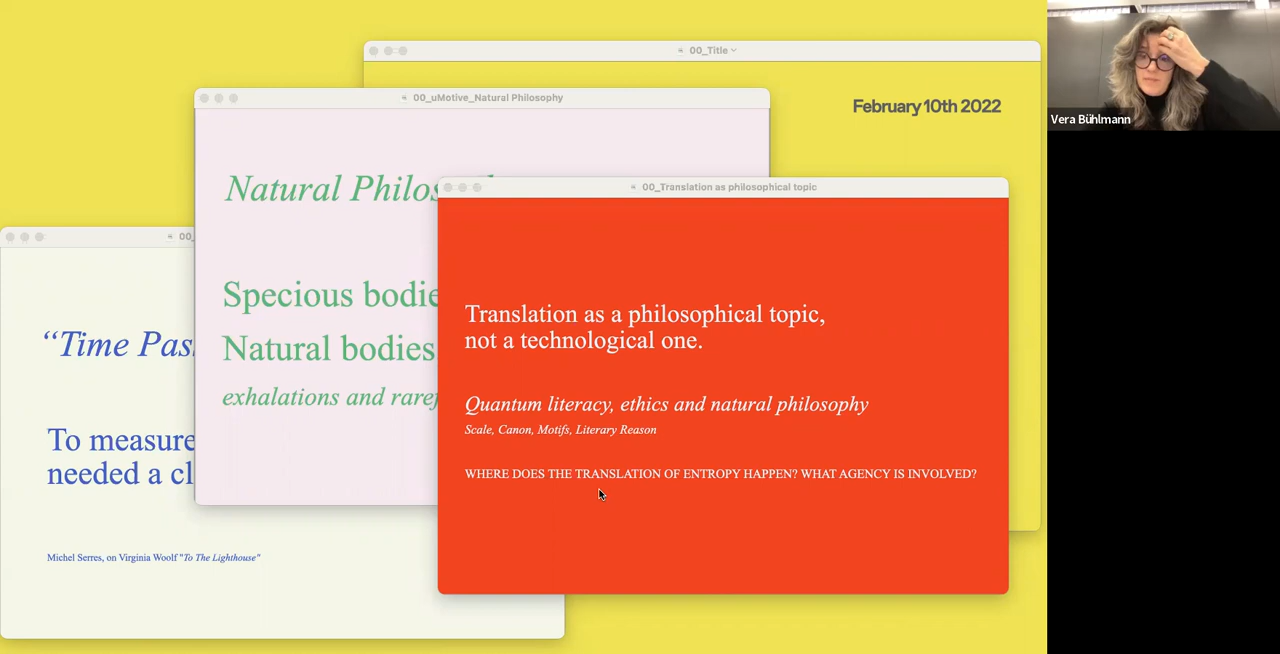 00_Title
February 10th 2022
00_uMotive_Natural Philosophy
Natural Philos
Specious bodie
Natural bodies
exhalations and raref
00_Translation as philosophical topic
Translation as a philosophical topic,
not a technological one.
Quantum literacy, ethics and natural philosophy
Scale, Canon, Motifs, Literary Reason
WHERE DOES THE TRANSLATION OF ENTROPY HAPPEN? WHAT AGENCY IS INVOLVED?
00_
“Time Pas
To measure
needed a cl
Michel Serres, on Virginia Woolf "To The Lighthouse"
Vera Bühlmann